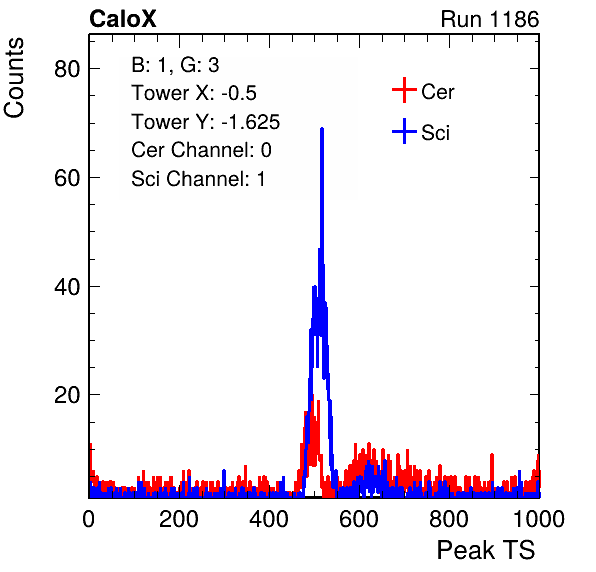 CaloX Run 1186
Counts
B: 1, G: 3
Tower X: -0.5
Tower Y: -1.625
Cer Channel: 0
Sci Channel: 1
Cer
Sci
80
60
40
20
0 200 400 600 800 1000
Peak TS